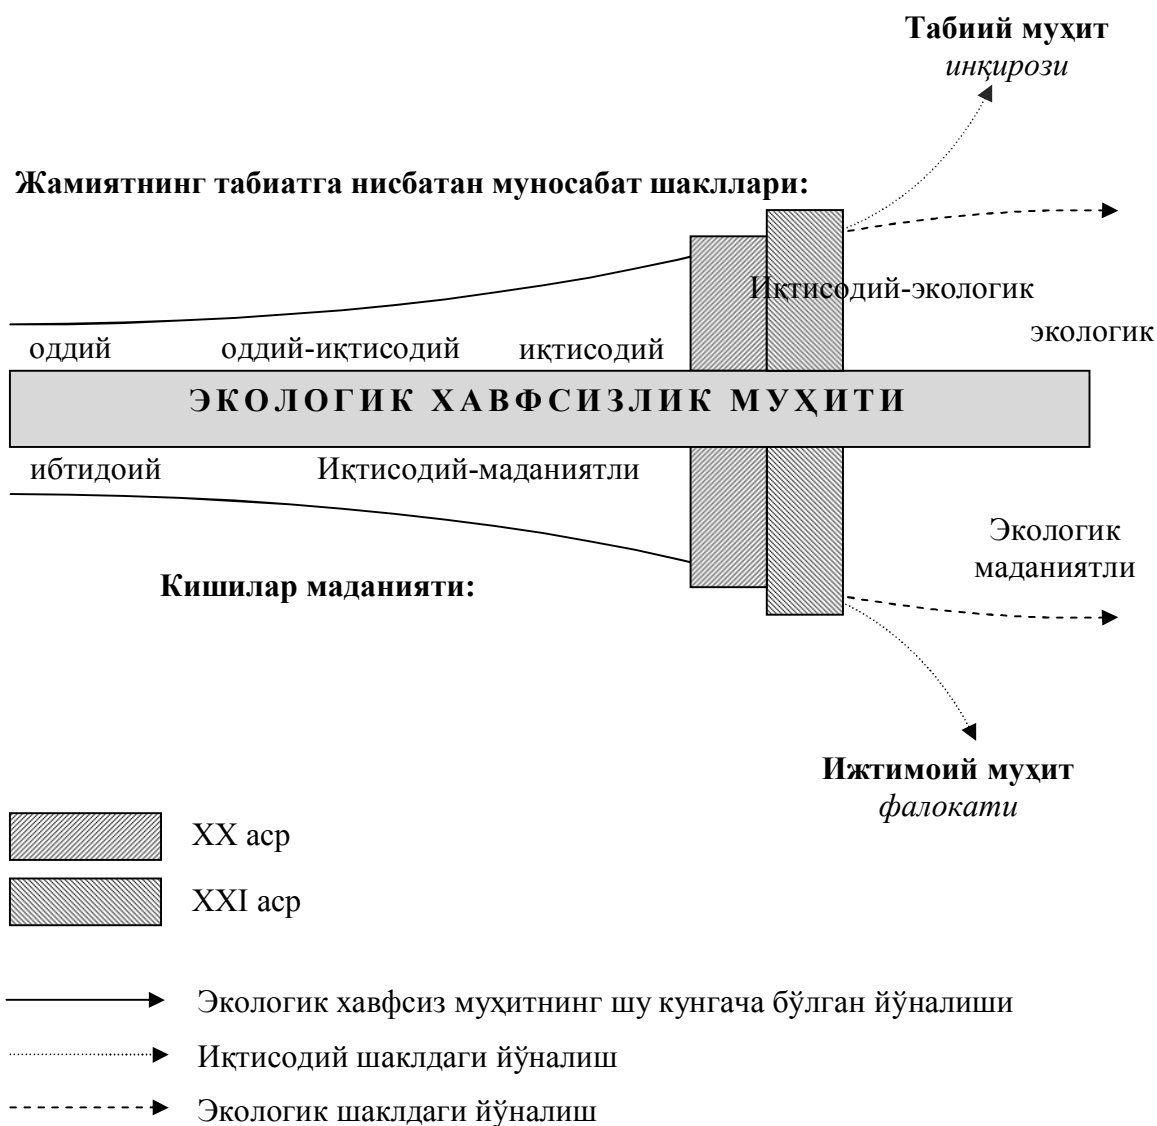 Табиий муҳит
инқирози
Жамиятнинг табиатга нисбатан муносабат шакллари:
Иқтисодий-экологик
экологик
оддий оддий-иқтисодий иқтисодий
ЭКОЛОГИК ХАВФСИЗЛИК МУҲИТИ
ибтидоий Иқтисодий-маданиятли
Экологик
маданиятли
Кишилар маданияти:
Ижтимоий муҳит
фалокати
XX аср
XXI аср
Экологик хавфсиз муҳитнинг шу кунгача бўлган йўналиши
Иқтисодий шаклдаги йўналиш
Экологик шаклдаги йўналиш